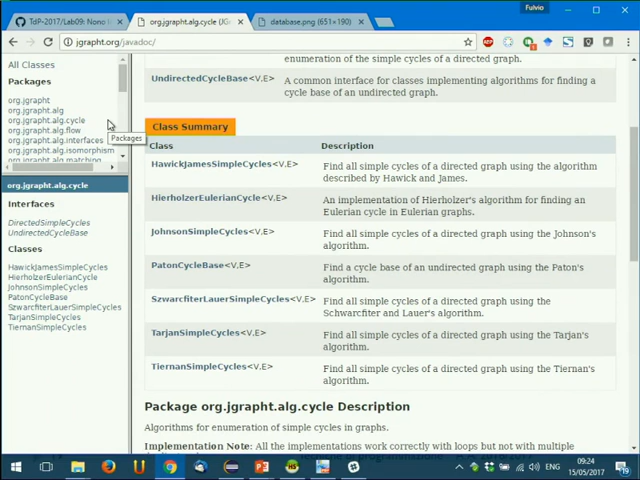 Fulvio
TdP-2017/Lab09: Nono l
org.jgrapht.alg.cycle (JG
database.png (651×190)
jgrapht.org/javadoc/
All Classes
Packages
org.jgrapht
org.jgrapht.alg
org.jgrapht.alg.cycle
org.jgrapht.alg.flow
org.jgrapht.alg.interfaces
org.jgrapht.alg.isomorphism
org.jgrapht.alg.matching
Packages
org.jgrapht.alg.cycle
Interfaces
DirectedSimpleCycles
UndirectedCycleBase
Classes
HawickJamesSimpleCycles
HierholzerEulerianCycle
JohnsonSimpleCycles
PatonCycleBase
SzwarcfiterLauerSimpleCycles
TarjanSimpleCycles
TiernanSimpleCycles
enumeration of the simple cycles of a directed graph.
UndirectedCycleBase<V,E> A common interface for classes implementing algorithms for finding a
cycle base of an undirected graph.
Class Summary
Class Description
HawickJamesSimpleCycles<V,E> Find all simple cycles of a directed graph using the algorithm
described by Hawick and James.
HierholzerEulerianCycle<V,E> An implementation of Hierholzer's algorithm for finding an
Eulerian cycle in Eulerian graphs.
JohnsonSimpleCycles<V,E> Find all simple cycles of a directed graph using the Johnson's
algorithm.
PatonCycleBase<V,E> Find a cycle base of an undirected graph using the Paton's
algorithm.
SzwarcfiterLauerSimpleCycles<V,E> Find all simple cycles of a directed graph using the
Schwarcfiter and Lauer's algorithm.
TarjanSimpleCycles<V,E> Find all simple cycles of a directed graph using the Tarjan's
algorithm.
TiernanSimpleCycles<V,E> Find all simple cycles of a directed graph using the Tiernan's
algorithm.
Package org.jgrapht.alg.cycle Description
Algorithms for enumeration of simple cycles in graphs.
Implementation Note: All the implementations work correctly with loops but not with multiple
09:24
15/05/2017